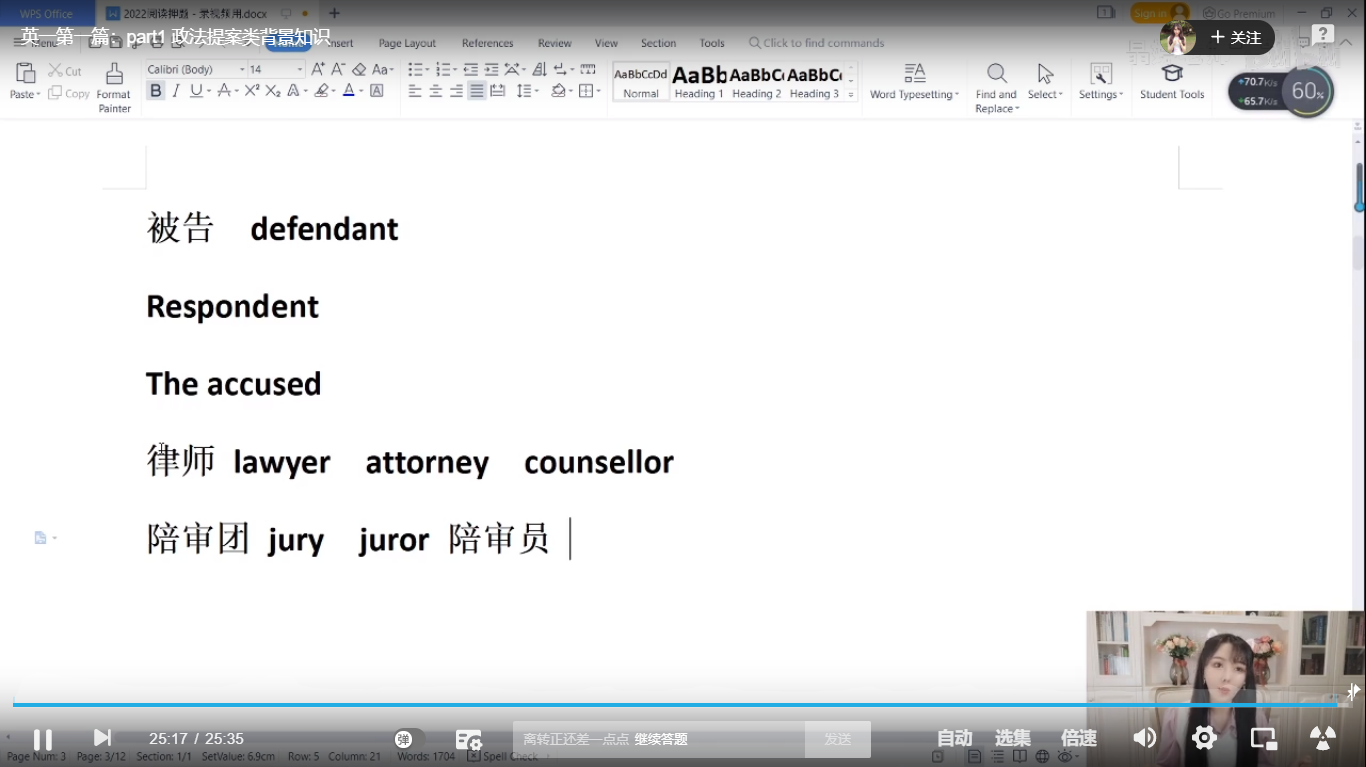 WPS Office 2022阅读押题 - 录视频用.docx Sign in Go Premium
英一第一篇：part1 政法提案类背景知识
Menu Insert Page Layout References Review View Section Tools Click to find commands
+ 关注
Paste Cut Copy Format Painter Calibri (Body) 14
AaBbCcDd Normal AaBb Heading 1 AaBbC Heading 2 AaBbC Heading 3
Word Typesetting Find and Replace Select Settings Student Tools
+70.7K/s
+65.7K/s
60%
被告 defendant
Respondent
The accused
律师 lawyer attorney counsellor
陪审团 jury juror 陪审员
25:17 / 25:35 弹 离转正还差一点点 继续答题 发送 自动 选集 倍速
Page Num: 3 Page: 3/12 Section: 1/1 SetValue: 6.9cm Row: 5 Column: 21 Words: 1704 Spell Check